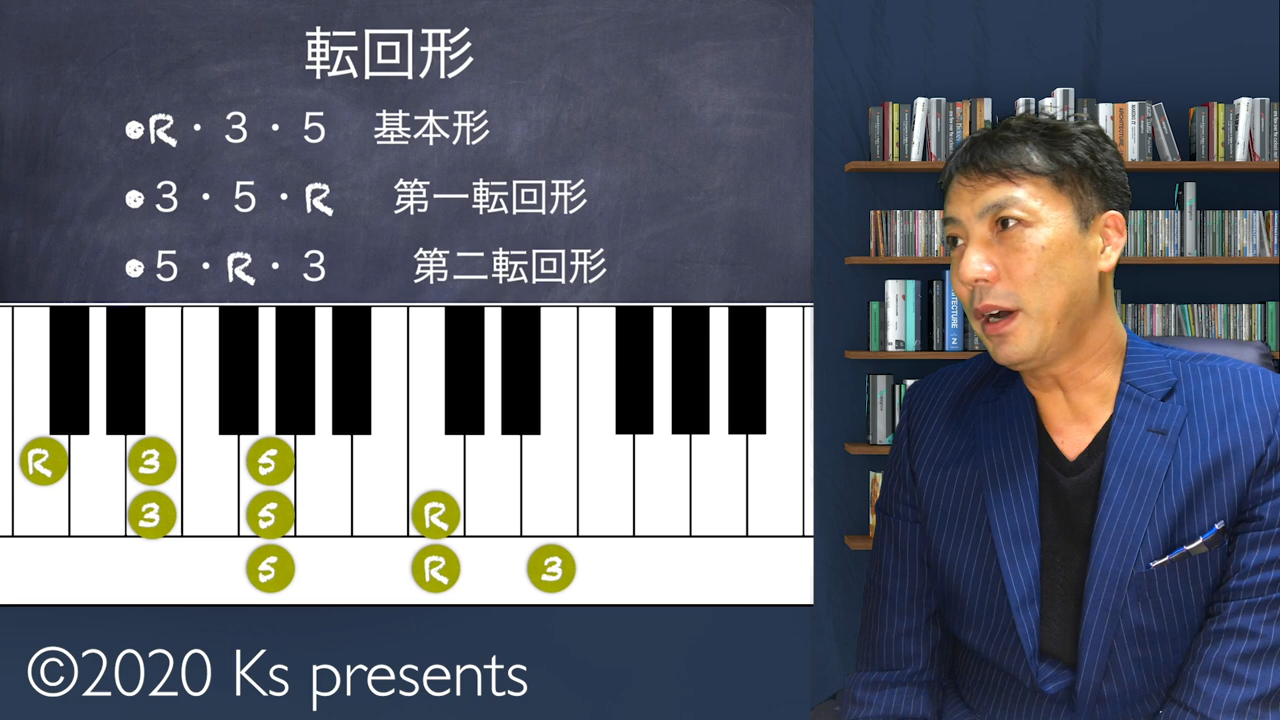 転回形
•R・3・5 基本形
•3・5・R 第一転回形
•5・R・3 第二転回形
R 3 5
3 5 R
5 R 3
©2020 Ks presents
ARCHITECTURE